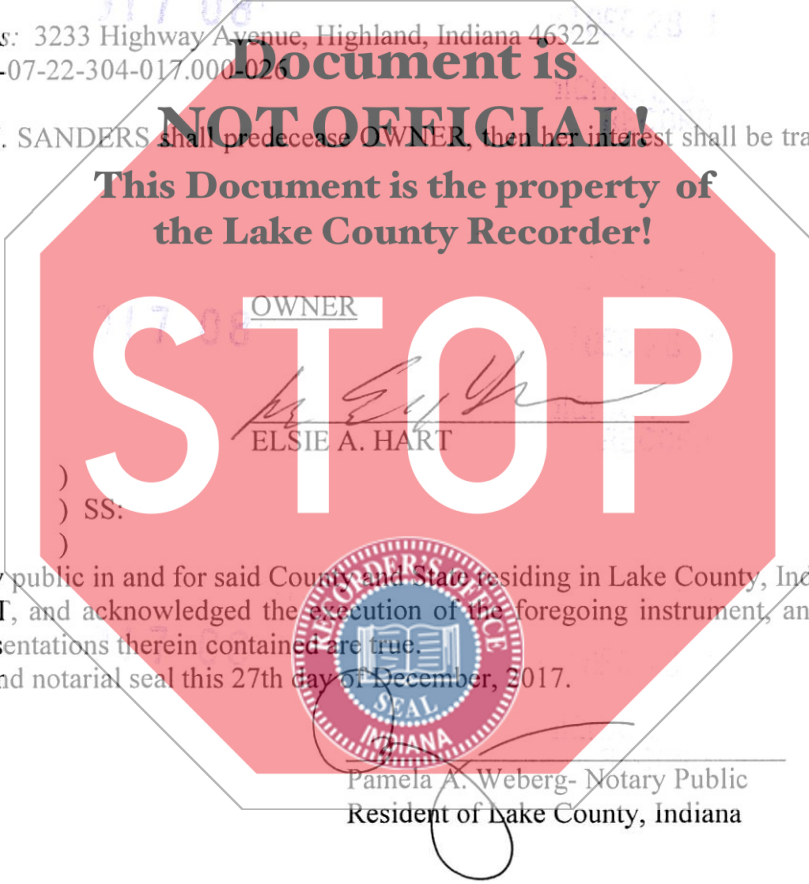 s: 3233 Highway Avenue, Highland, Indiana 46322
-07-22-304-017.000-026
Document is
NOT OFFICIAL!
. SANDERS shall predecease OWNER, then her interest shall be tra
This Document is the property of
the Lake County Recorder!
OWNER
STOP
ELSIE A. HART
)
) SS:
)
y public in and for said County and State residing in Lake County, Ind
T, and acknowledged the execution of the foregoing instrument, an
sentations therein contained are true.
nd notarial seal this 27th day of December, 2017.
RECORDER'S OFFICE
SEAL
INDIANA
Pamela A. Weberg- Notary Public
Resident of Lake County, Indiana